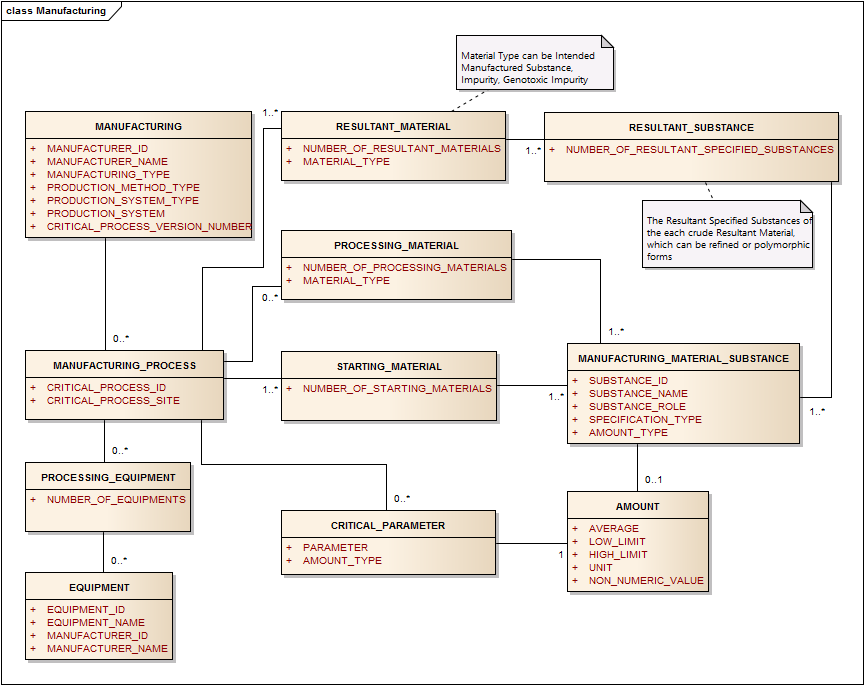 class Manufacturing
Material Type can be Intended
Manufactured Substance,
Impurity, Genotoxic Impurity
MANUFACTURING
+ MANUFACTURER_ID
+ MANUFACTURER_NAME
+ MANUFACTURING_TYPE
+ PRODUCTION_METHOD_TYPE
+ PRODUCTION_SYSTEM_TYPE
+ PRODUCTION_SYSTEM
+ CRITICAL_PROCESS_VERSION_NUMBER
1..*
RESULTANT_MATERIAL
+ NUMBER_OF_RESULTANT_MATERIALS
+ MATERIAL_TYPE
1..*
RESULTANT_SUBSTANCE
+ NUMBER_OF_RESULTANT_SPECIFIED_SUBSTANCES
The Resultant Specified Substances of
the each crude Resultant Material,
which can be refined or polymorphic
forms
PROCESSING_MATERIAL
+ NUMBER_OF_PROCESSING_MATERIALS
+ MATERIAL_TYPE
0..*
0..*
1..*
MANUFACTURING_PROCESS
+ CRITICAL_PROCESS_ID
+ CRITICAL_PROCESS_SITE
1..*
STARTING_MATERIAL
+ NUMBER_OF_STARTING_MATERIALS
1..*
MANUFACTURING_MATERIAL_SUBSTANCE
+ SUBSTANCE_ID
+ SUBSTANCE_NAME
+ SUBSTANCE_ROLE
+ SPECIFICATION_TYPE
+ AMOUNT_TYPE
1..*
0..*
PROCESSING_EQUIPMENT
+ NUMBER_OF_EQUIPMENTS
0..*
0..1
CRITICAL_PARAMETER
+ PARAMETER
+ AMOUNT_TYPE
1
AMOUNT
+ AVERAGE
+ LOW_LIMIT
+ HIGH_LIMIT
+ UNIT
+ NON_NUMERIC_VALUE
0..*
EQUIPMENT
+ EQUIPMENT_ID
+ EQUIPMENT_NAME
+ MANUFACTURER_ID
+ MANUFACTURER_NAME